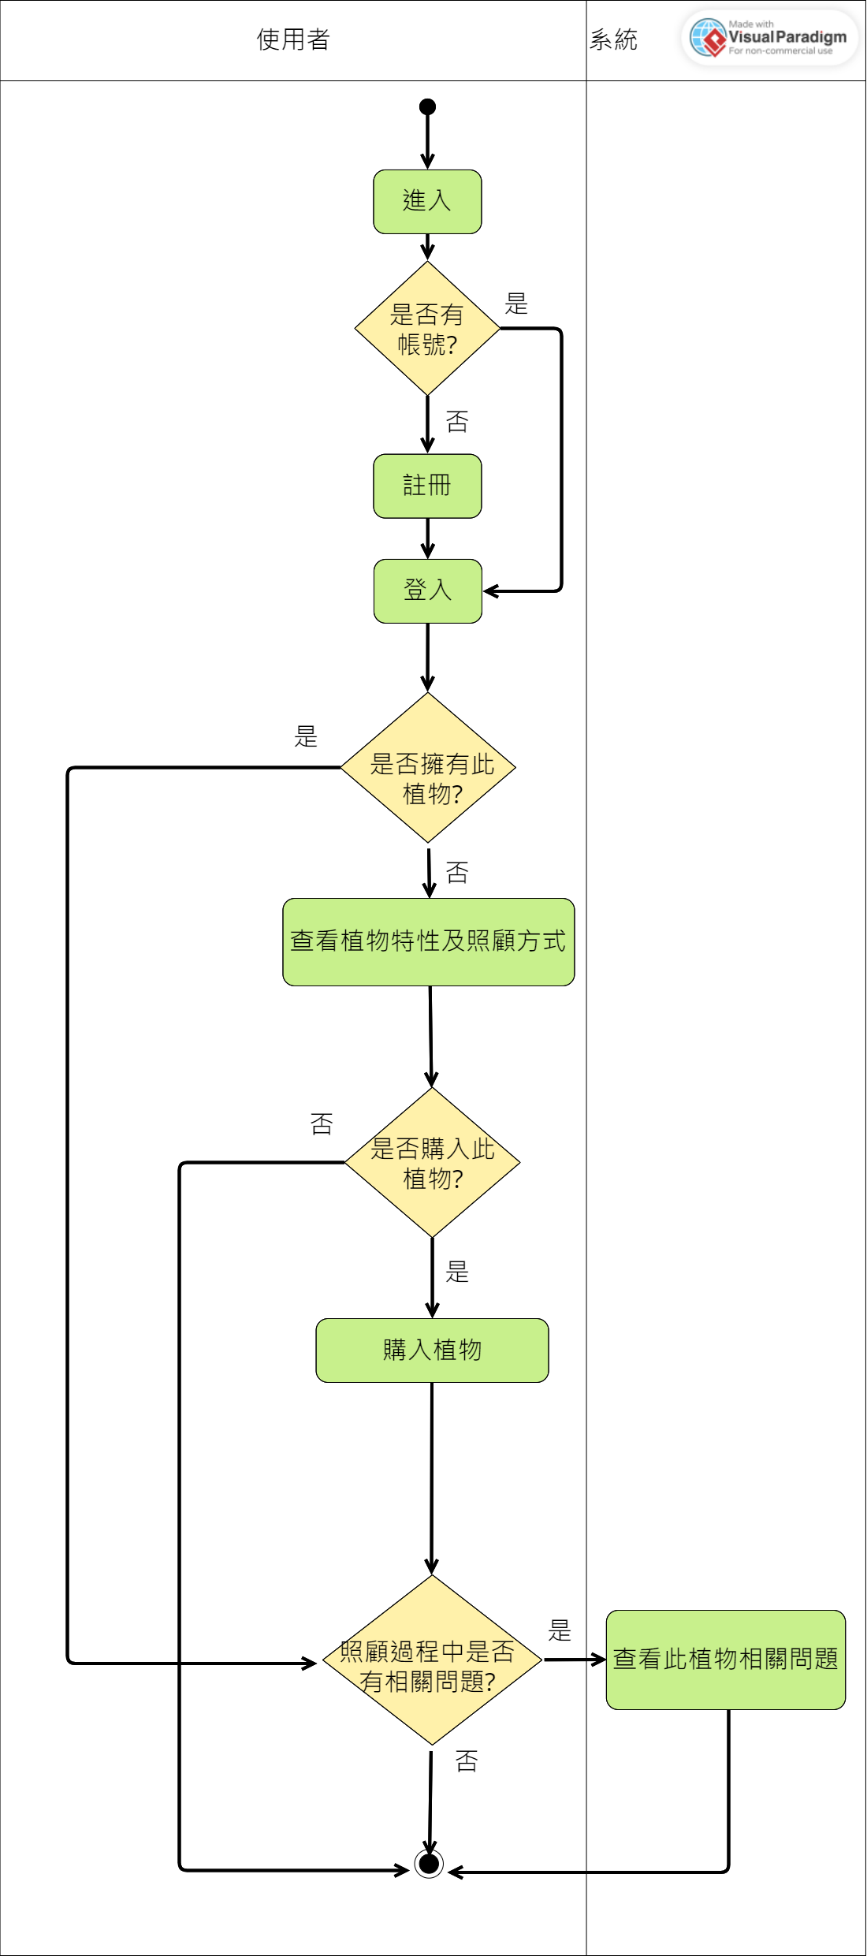 使用者
系統
Made with
VisualParadigm
For non-commercial use
進入
是否有
帳號?
是
否
註冊
登入
是
是否擁有此
植物?
否
查看植物特性及照顧方式
否
是否購入此
植物?
是
購入植物
照顧過程中是否
有相關問題?
是
查看此植物相關問題
否